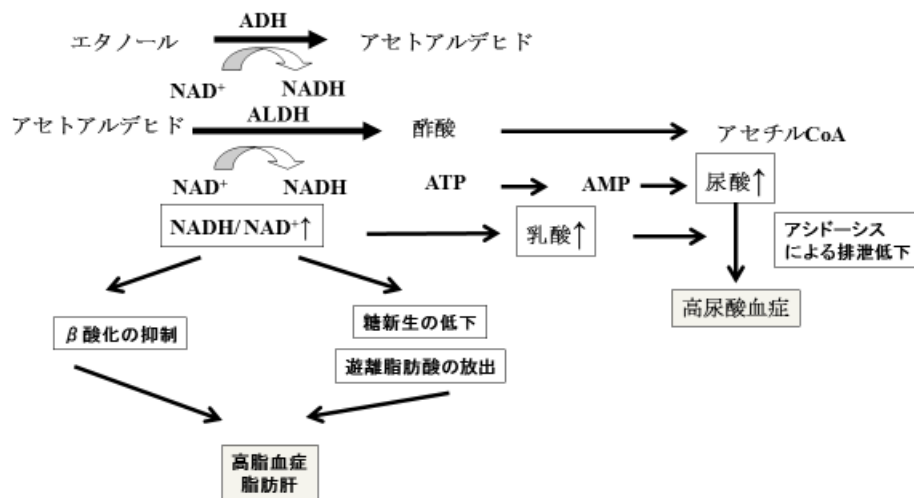 ADH
エタノール
アセトアルデヒド
NAD⁺
NADH
ALDH
アセトアルデヒド
酢酸
アセチルCoA
NAD⁺
NADH
ATP
AMP
尿酸↑
NADH/ NAD⁺↑
乳酸↑
アシドーシス
による排泄低下
高尿酸血症
β酸化の抑制
糖新生の低下
遊離脂肪酸の放出
高脂血症
脂肪肝